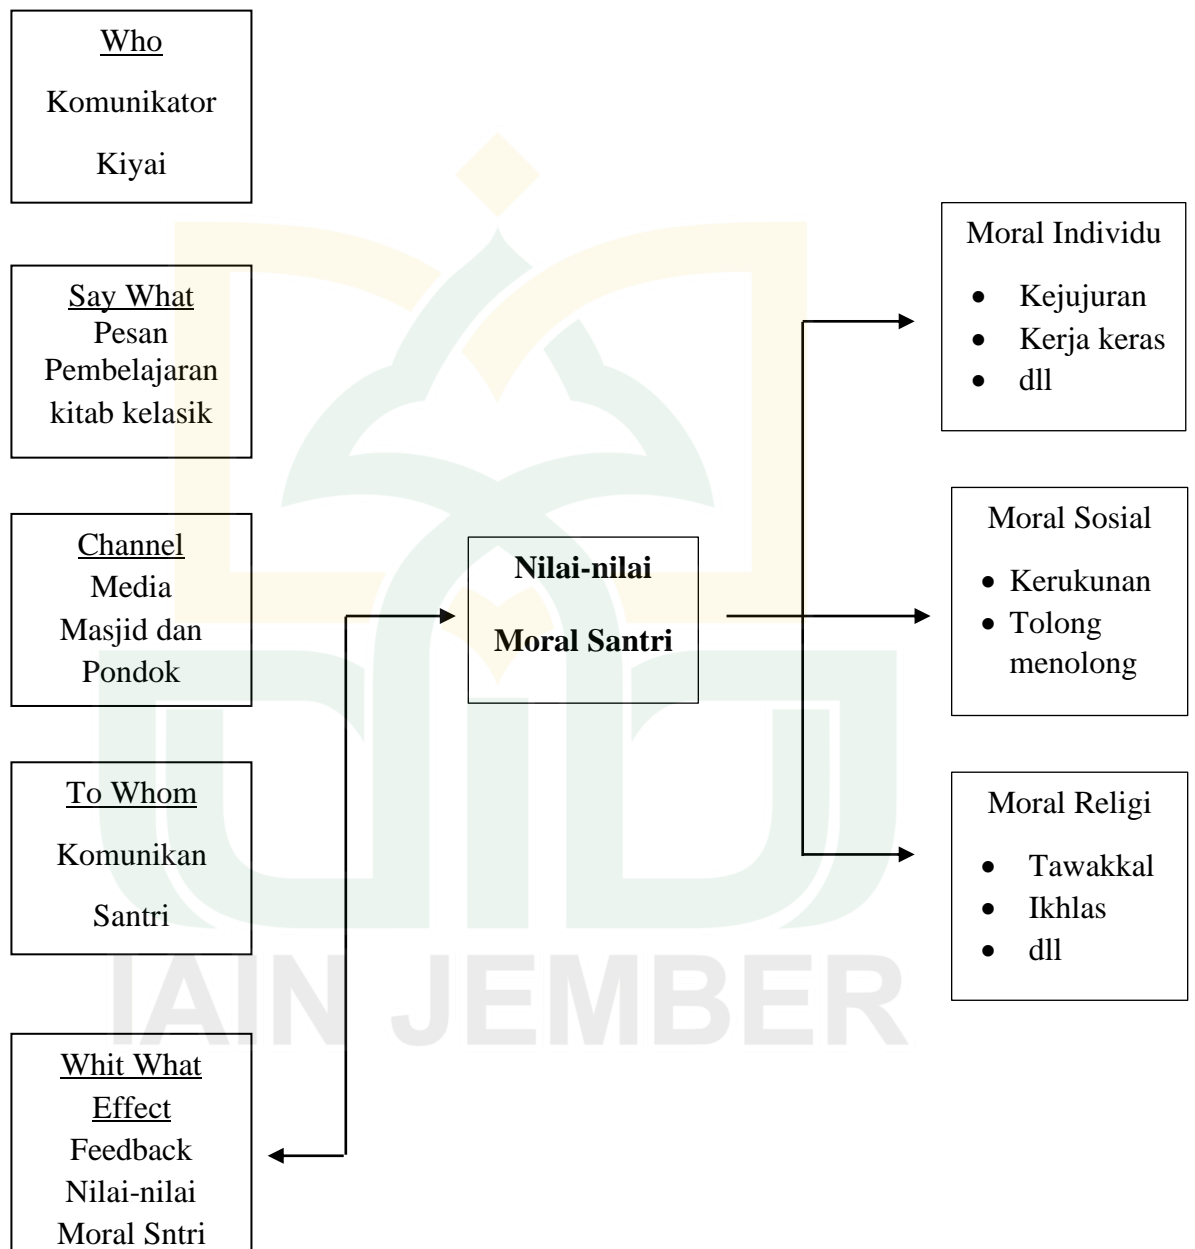 Who
Komunikator
Kiyai
Say What
Pesan
Pembelajaran
kitab kelasik
Channel
Media
Masjid dan
Pondok
To Whom
Komunikan
Santri
Whit What
Effect
Feedback
Nilai-nilai
Moral Sntri
Nilai-nilai
Moral Santri
Moral Individu
• Kejujuran
• Kerja keras
• dll
Moral Sosial
• Kerukunan
• Tolong
menolong
Moral Religi
• Tawakkal
• Ikhlas
• dll
IAIN JEMBER